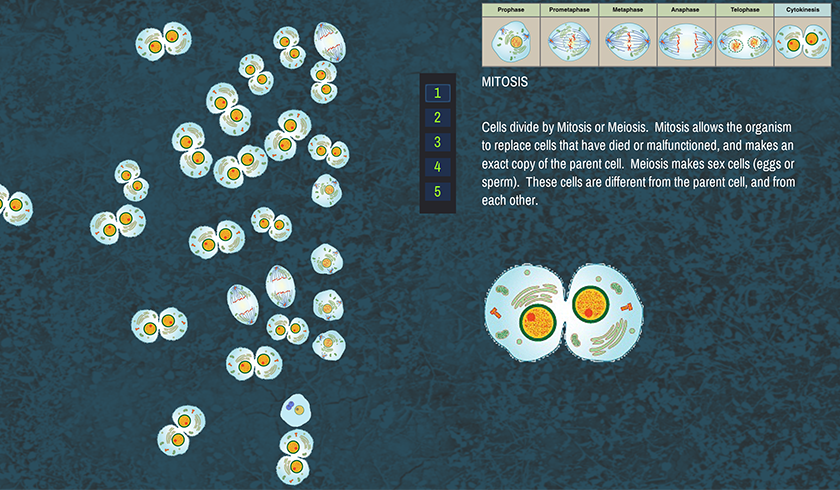 Prophase Prometaphase Metaphase Anaphase Telophase Cytokinesis
MITOSIS
1
2
3
4
5
Cells divide by Mitosis or Meiosis.  Mitosis allows the organism
to replace cells that have died or malfunctioned, and makes an
exact copy of the parent cell.  Meiosis makes sex cells (eggs or
sperm).  These cells are different from the parent cell, and from
each other.